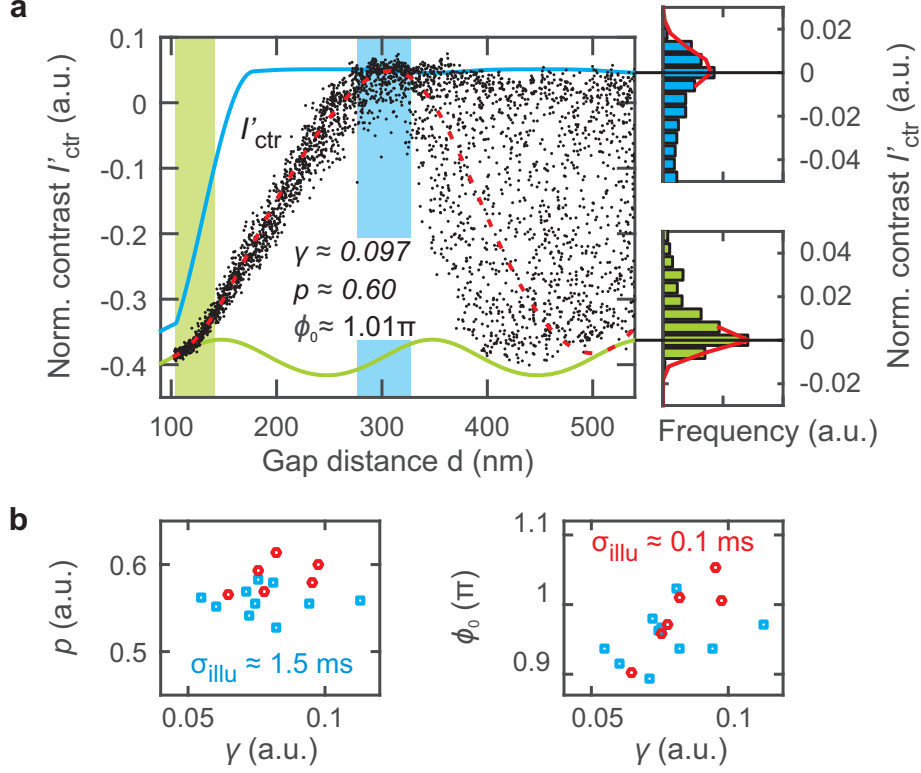 a
Norm. contrast I'ctr (a.u.)
0.1
0
-0.1
-0.2
-0.3
-0.4
I'ctr
γ ≈ 0.097
p ≈ 0.60
ϕ0 ≈ 1.01π
100 200 300 400 500
Gap distance d (nm)
0.02
0
-0.02
-0.04
0.04
0.02
0
-0.02
Norm. contrast I'ctr (a.u.)
Frequency (a.u.)
b
p (a.u.)
0.6
0.5
σillu ≈ 1.5 ms
0.05 0.1
γ (a.u.)
ϕ0 (π)
1.1
1
0.9
σillu ≈ 0.1 ms
0.05 0.1
γ (a.u.)